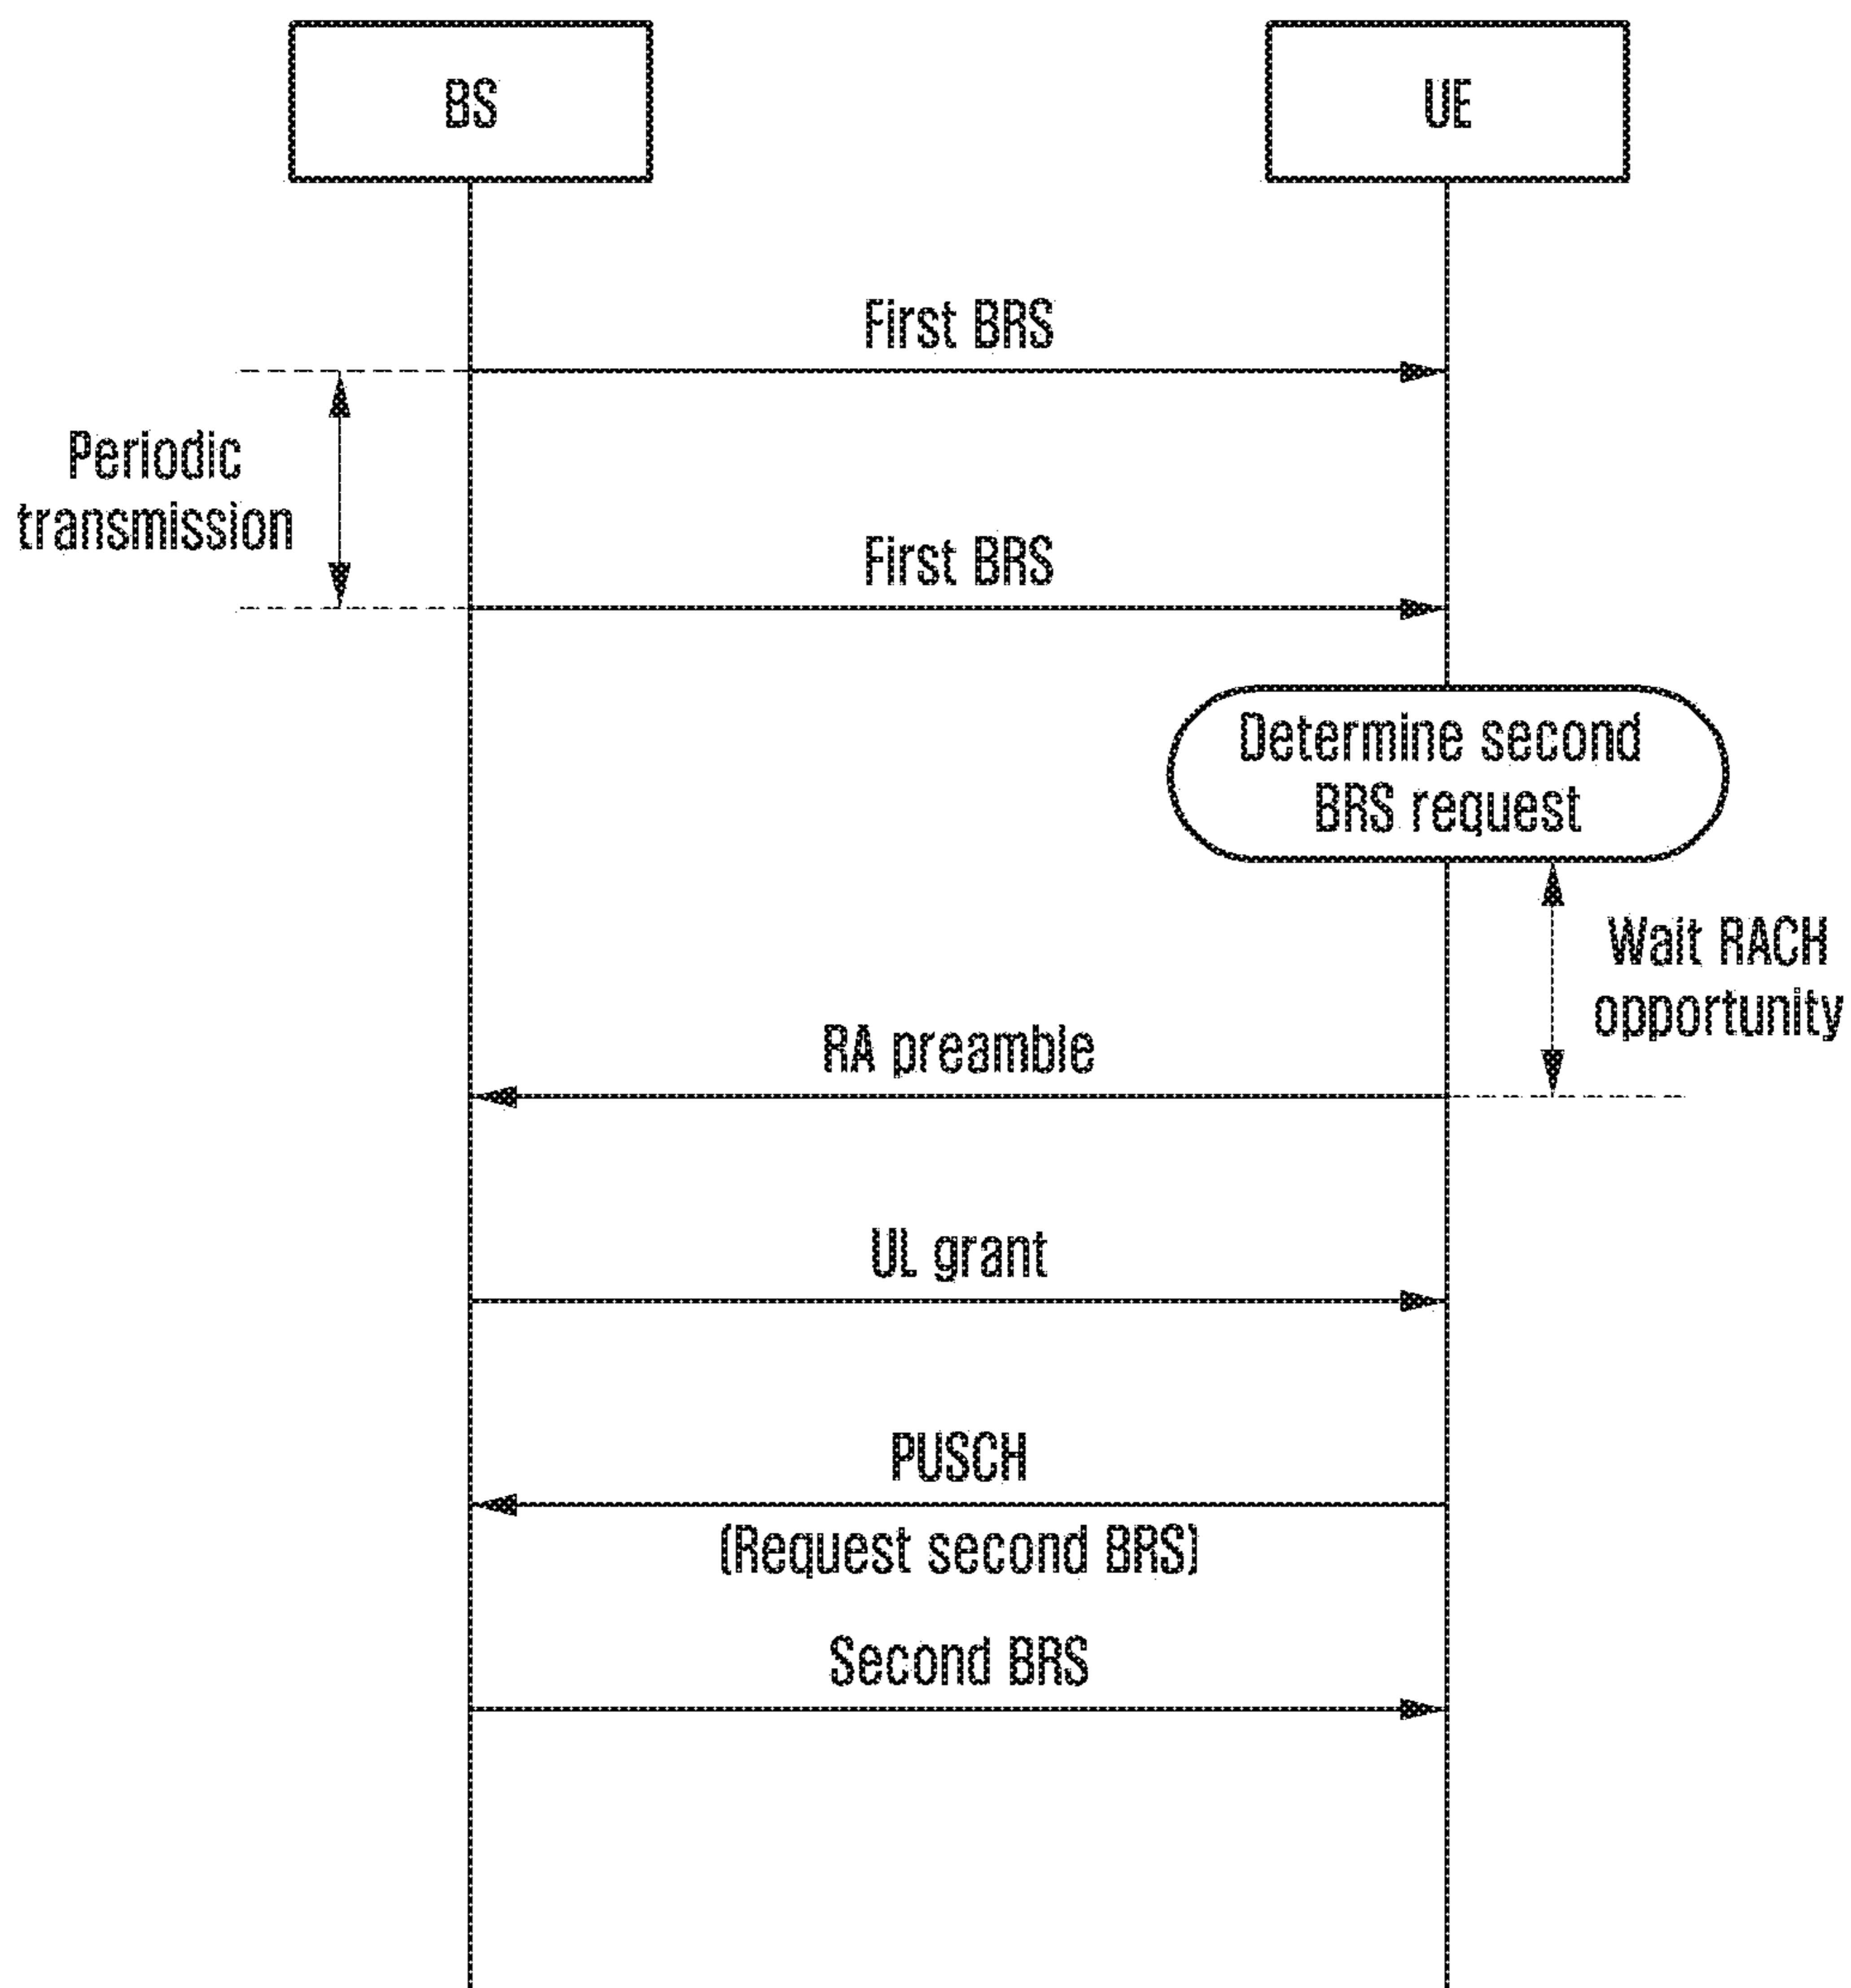 BS
UE
First BRS
Periodic
transmission
First BRS
Determine second
BRS request
Wait RACH
opportunity
RA preamble
UL grant
PUSCH
(Request second BRS)
Second BRS